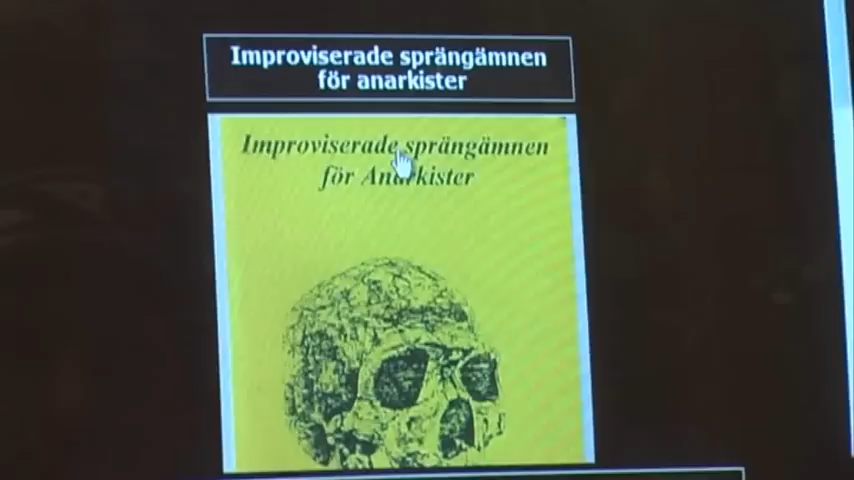 Improviserade sprängämnen
för anarkister
Improviserade sprängämnen
för Anarkister